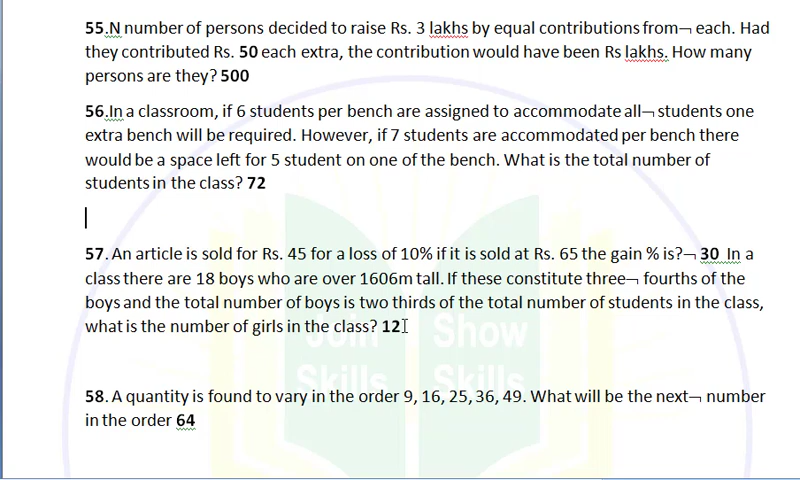 55.N number of persons decided to raise Rs. 3 lakhs by equal contributions from¬ each. Had
they contributed Rs. 50 each extra, the contribution would have been Rs lakhs. How many
persons are they? 500
56.In a classroom, if 6 students per bench are assigned to accommodate all¬ students one
extra bench will be required. However, if 7 students are accommodated per bench there
would be a space left for 5 student on one of the bench. What is the total number of
students in the class? 72
57. An article is sold for Rs. 45 for a loss of 10% if it is sold at Rs. 65 the gain % is?¬ 30 In a
class there are 18 boys who are over 1606m tall. If these constitute three¬ fourths of the
boys and the total number of boys is two thirds of the total number of students in the class,
what is the number of girls in the class? 12
Join Show
Skills Skills
58. A quantity is found to vary in the order 9, 16, 25, 36, 49. What will be the next¬ number
in the order 64